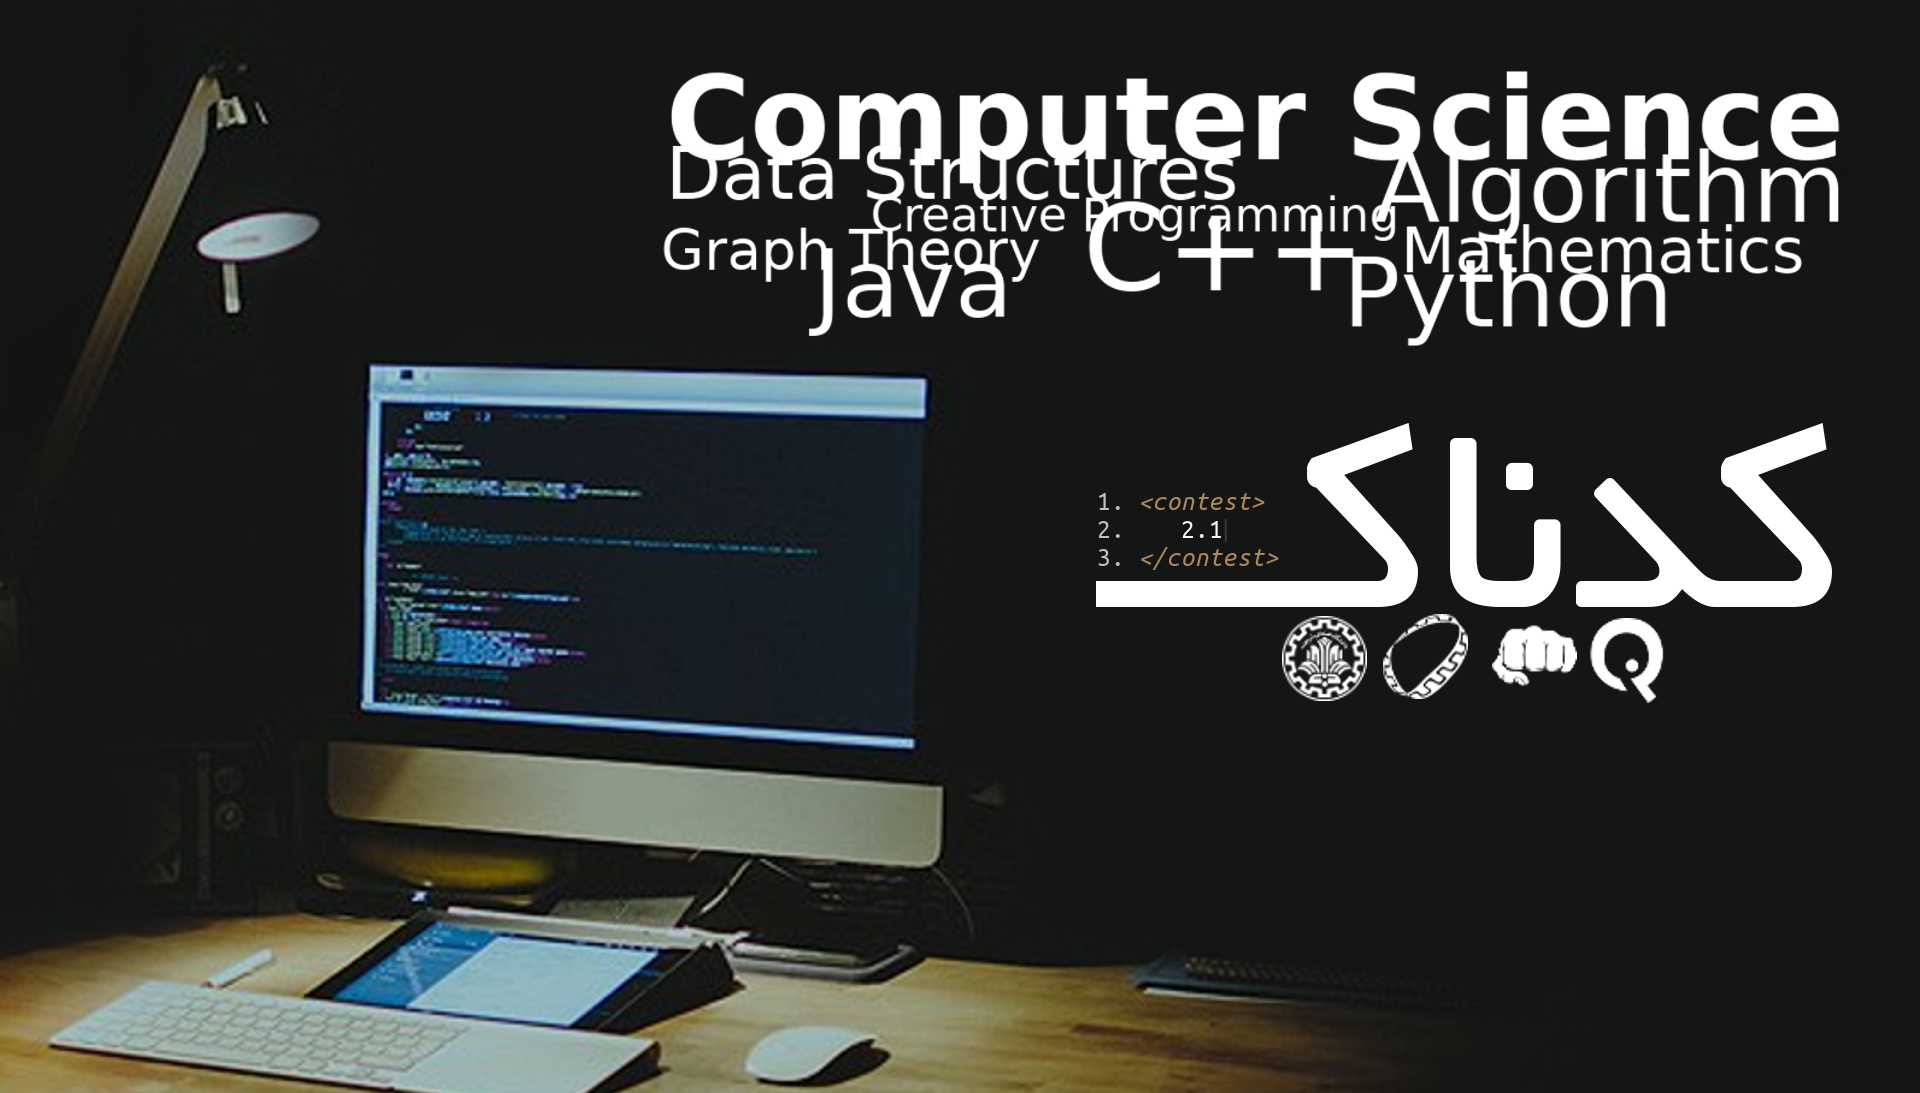 Computer Science
Data Structures
Algorithm
Creative Programming
Graph Theory
C++
Mathematics
Java
Python
کدناک
1. <contest>
2. 2.1
3. </contest>